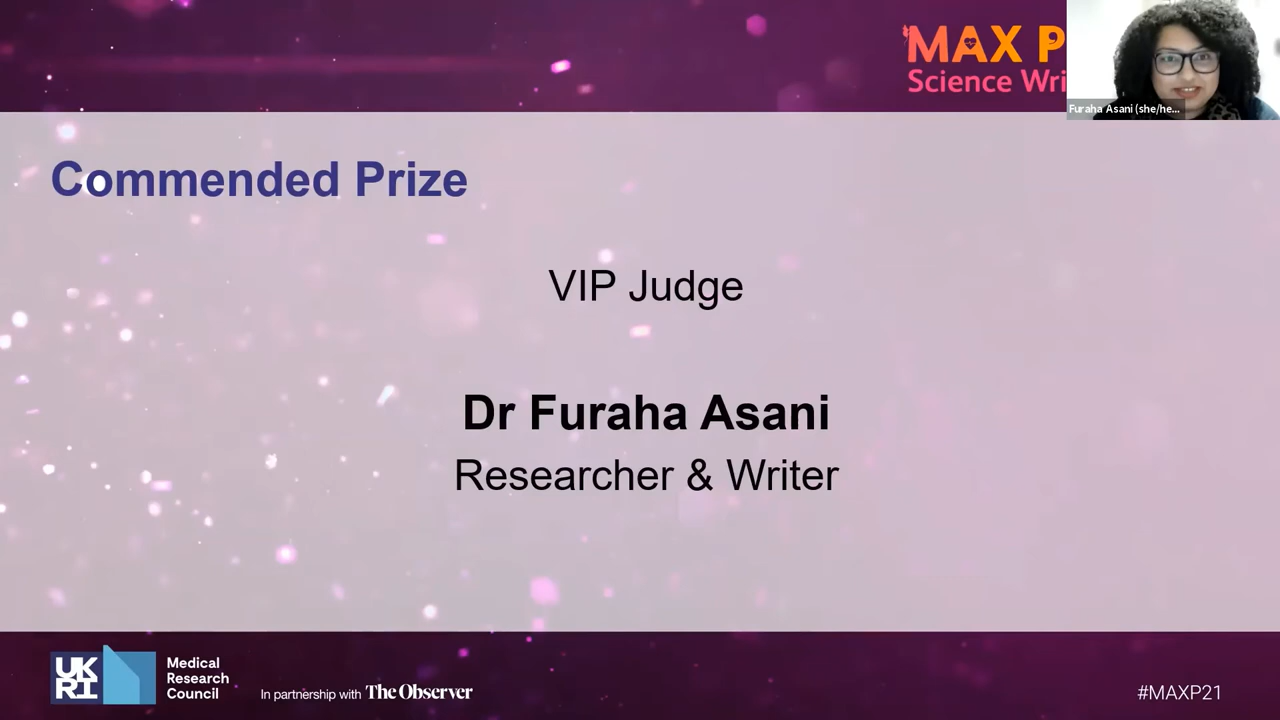 MAX P
Science Wri
Furaha Asani (she/he...
Commended Prize
VIP Judge
Dr Furaha Asani
Researcher & Writer
UK
RI
Medical
Research
Council
In partnership with The Observer
#MAXP21